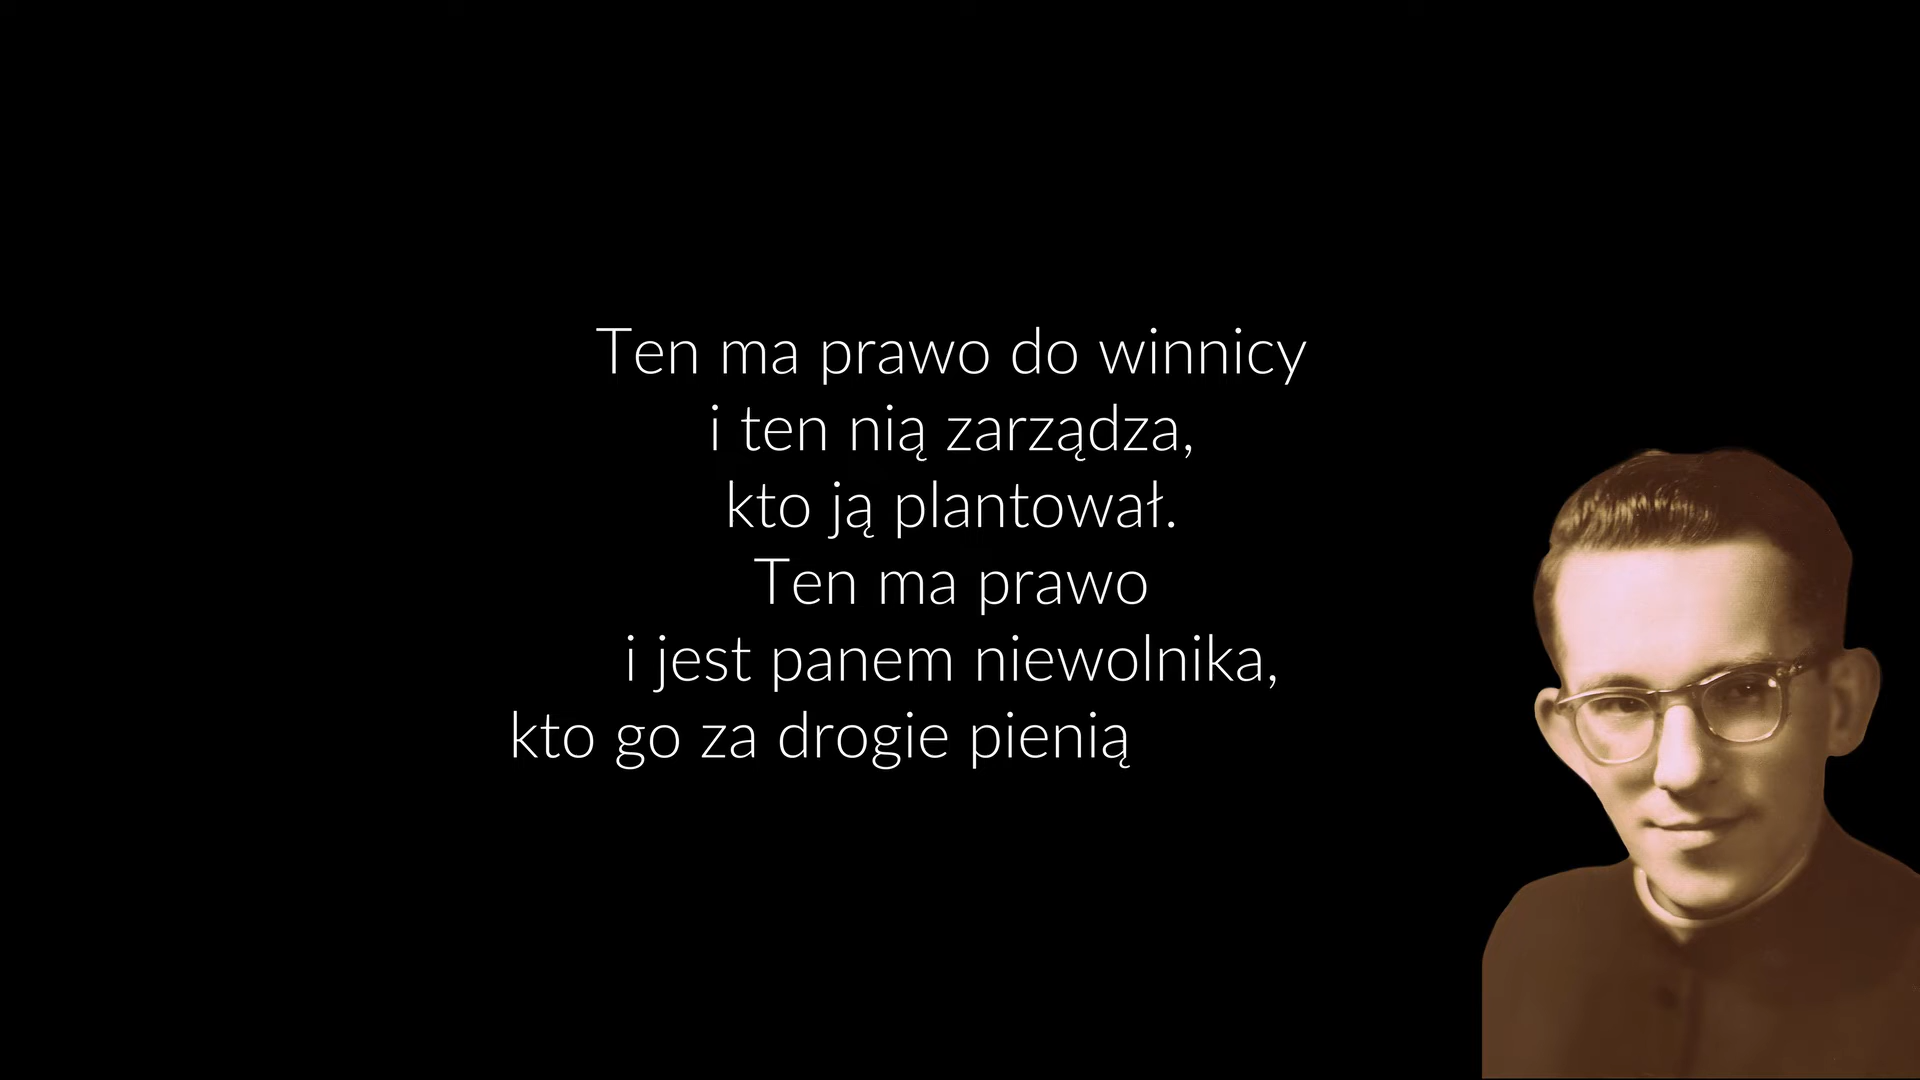 Ten ma prawo do winnicy
i ten nią zarządza,
kto ją plantował.
Ten ma prawo
i jest panem niewolnika,
kto go za drogie pienią